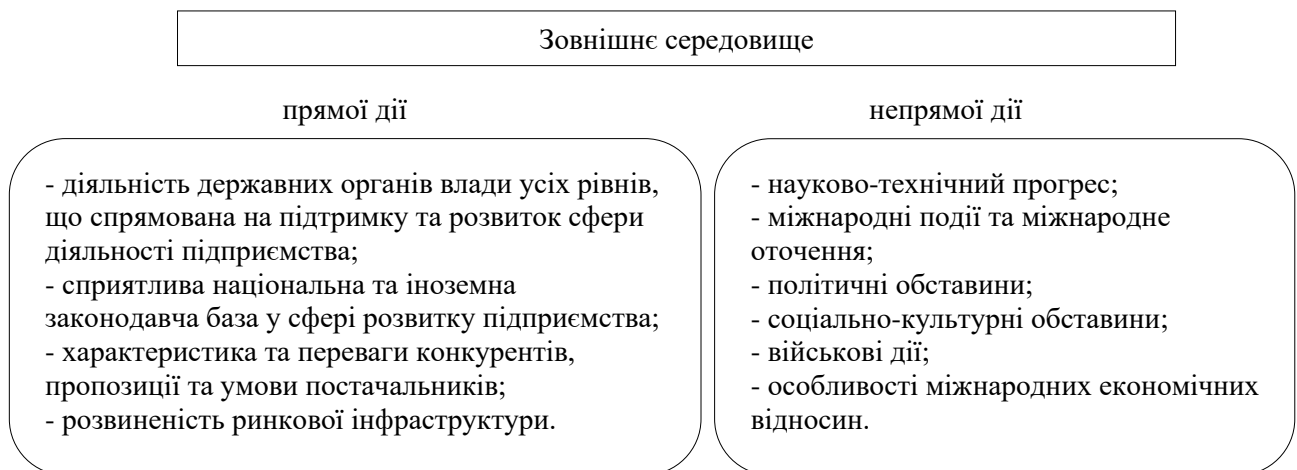 Зовнішнє середовище
прямої дії
непрямої дії
- діяльність державних органів влади усіх рівнів,
що спрямована на підтримку та розвиток сфери
діяльності підприємства;
- сприятлива національна та іноземна
законодавча база у сфері розвитку підприємства;
- характеристика та переваги конкурентів,
пропозиції та умови постачальників;
- розвиненість ринкової інфраструктури.
- науково-технічний прогрес;
- міжнародні події та міжнародне
оточення;
- політичні обставини;
- соціально-культурні обставини;
- військові дії;
- особливості міжнародних економічних
відносин.